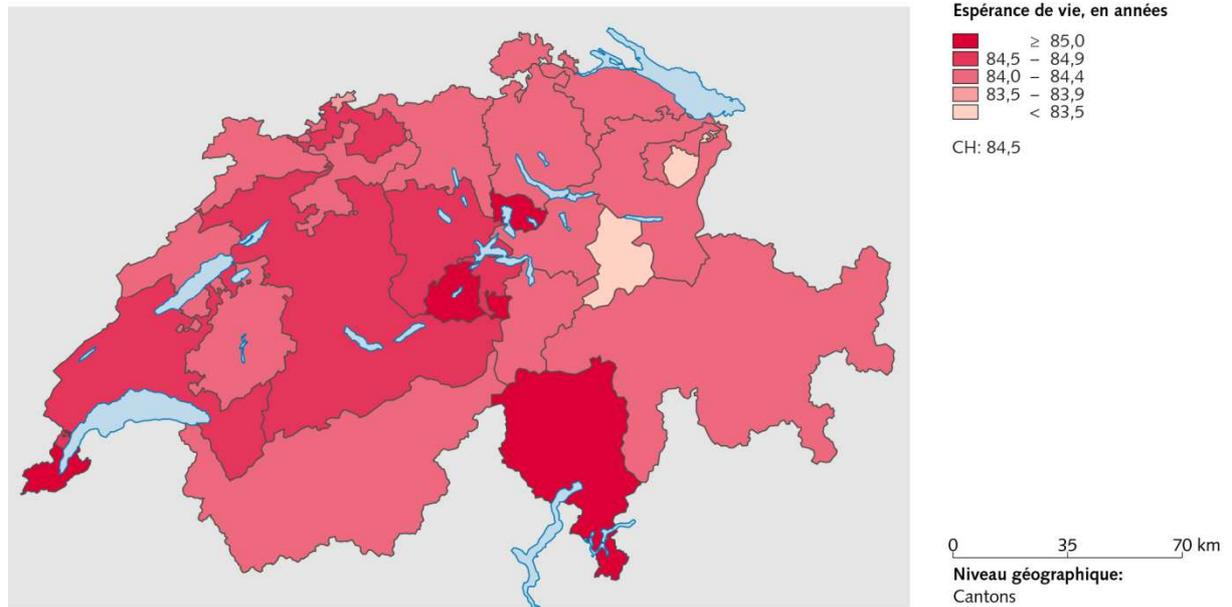 Espérance de vie, en années
≥ 85,0
84,5 – 84,9
84,0 – 84,4
83,5 – 83,9
< 83,5
CH: 84,5
0 35 70 km
Niveau géographique:
Cantons